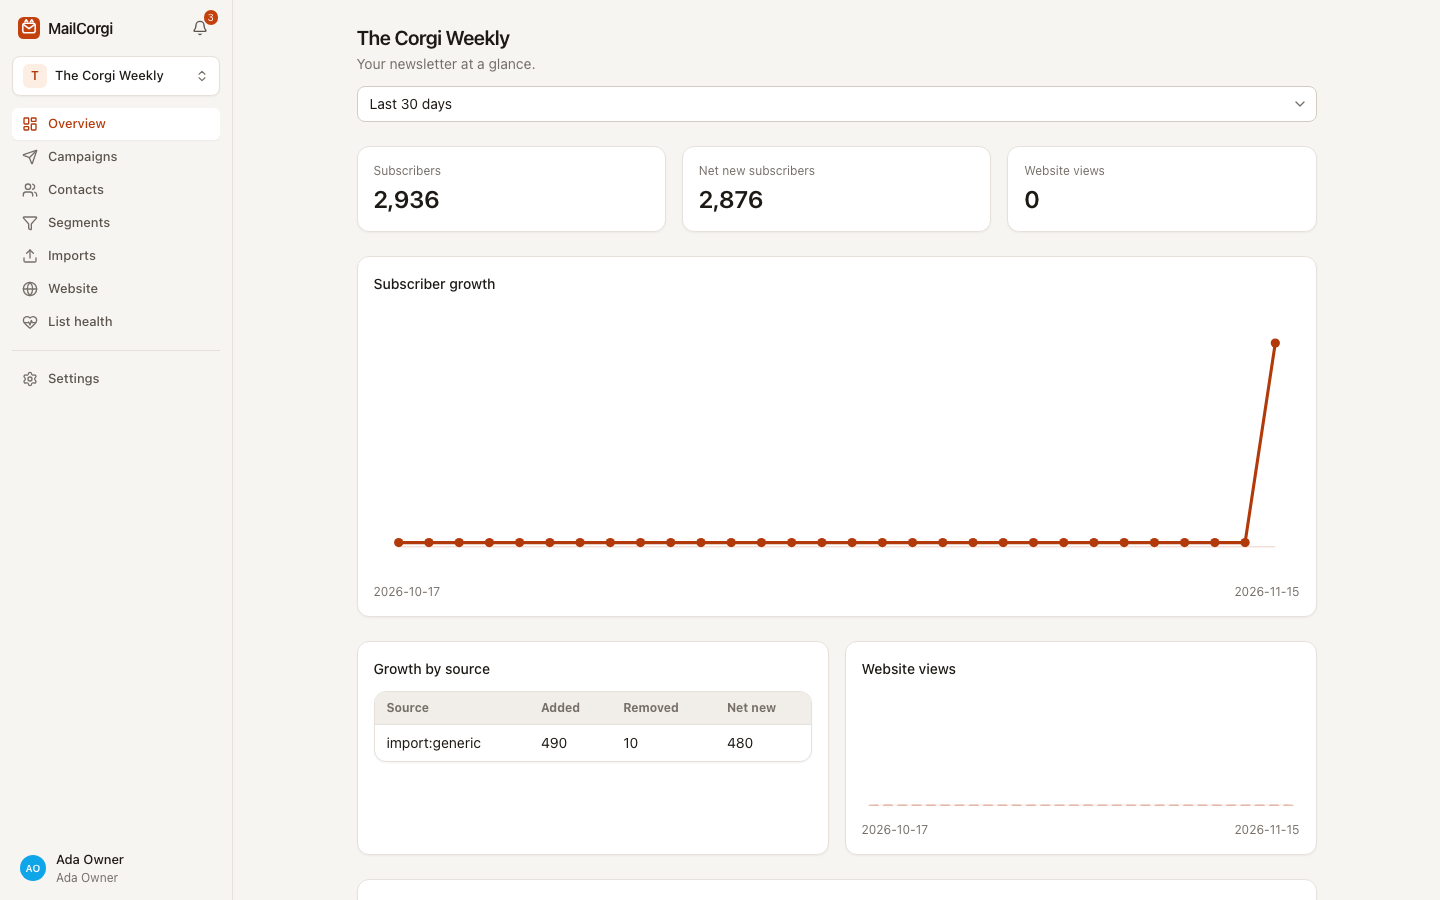 MailCorgi
3
T
The Corgi Weekly
Overview
Campaigns
Contacts
Segments
Imports
Website
List health
Settings
AO
Ada Owner
Ada Owner
The Corgi Weekly
Your newsletter at a glance.
Last 30 days
Subscribers
2,936
Net new subscribers
2,876
Website views
0
Subscriber growth
2026-10-17
2026-11-15
Growth by source
Source Added Removed Net new
import:generic 490 10 480
Website views
2026-10-17
2026-11-15